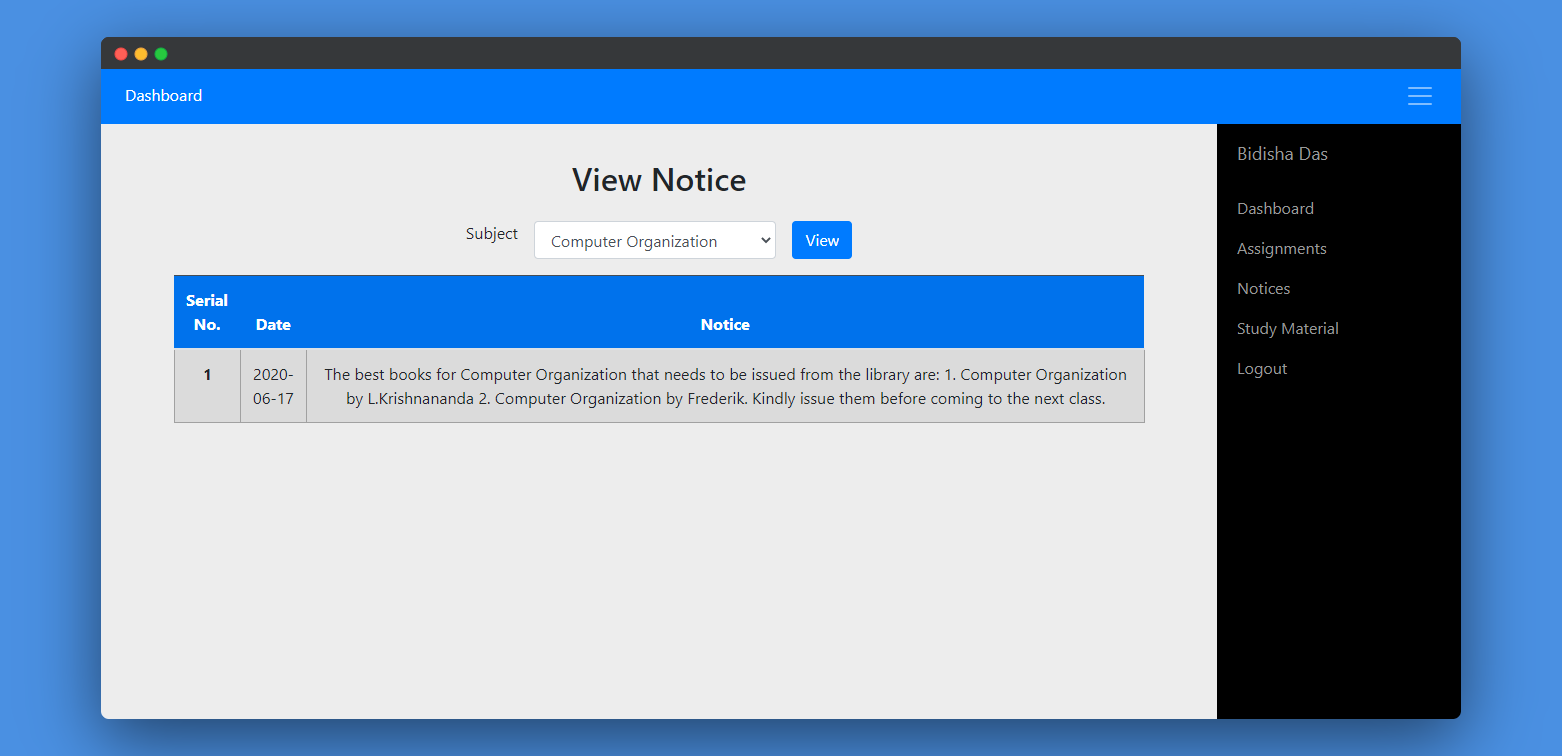 Dashboard
Bidisha Das
View Notice
Subject
Computer Organization
View
Dashboard
Assignments
Notices
Study Material
Logout
Serial
No.
Date
Notice
1
2020-
06-17
The best books for Computer Organization that needs to be issued from the library are: 1. Computer Organization
by L.Krishnananda 2. Computer Organization by Frederik. Kindly issue them before coming to the next class.